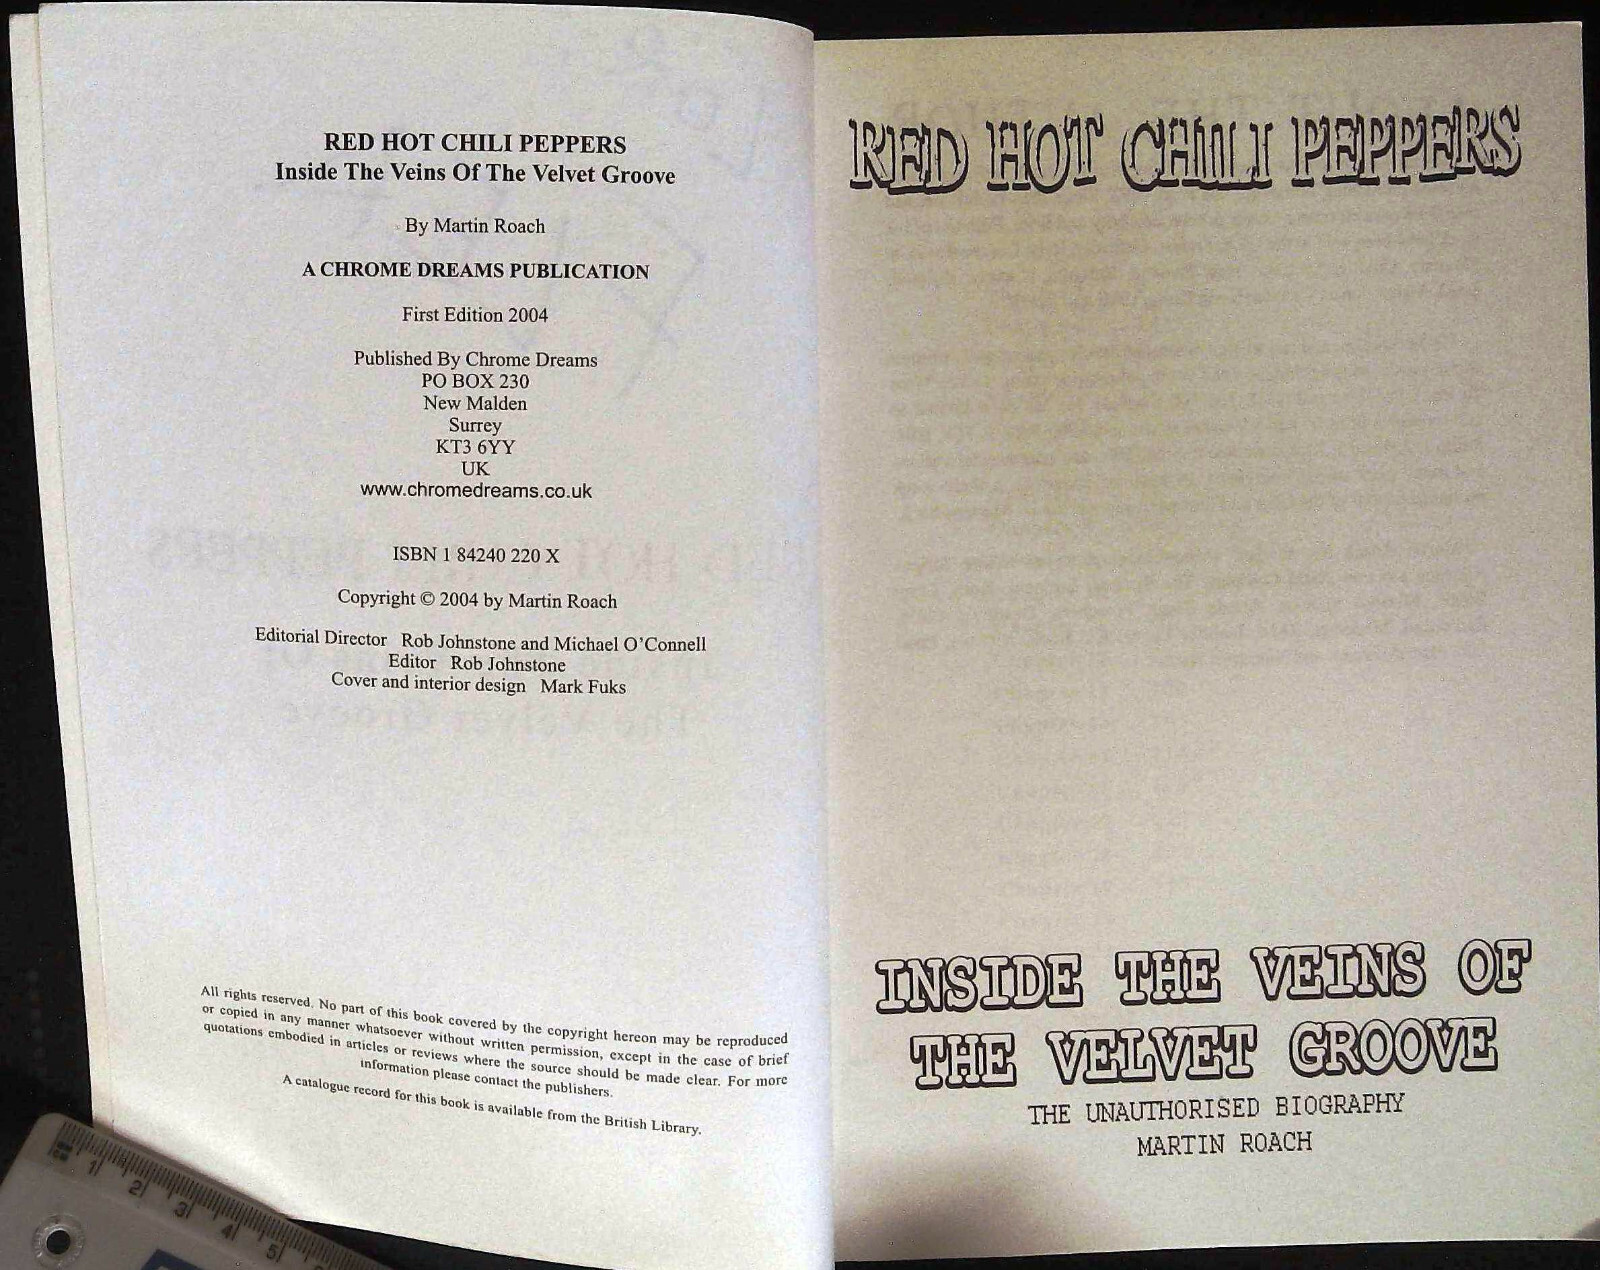 RED HOT CHILI PEPPERS
Inside The Veins Of The Velvet Groove
By Martin Roach
A CHROME DREAMS PUBLICATION
First Edition 2004
Published By Chrome Dreams
PO BOX 230
New Malden
Surrey
KT3 6YY
UK
www.chromedreams.co.uk
ISBN 1 84240 220 X
Copyright © 2004 by Martin Roach
Editorial Director Rob Johnstone and Michael O'Connell
Editor Rob Johnstone
Cover and interior design Mark Fuks
All rights reserved. No part of this book covered by the copyright hereon may be reproduced
or copied in any manner whatsoever without written permission, except in the case of brief
quotations embodied in articles or reviews where the source should be made clear. For more
information please contact the publishers.
A catalogue record for this book is available from the British Library.
1 2 3 4 5
RED HOT CHILI PEPPERS
INSIDE THE VEINS OF
THE VELVET GROOVE
THE UNAUTHORISED BIOGRAPHY
MARTIN ROACH